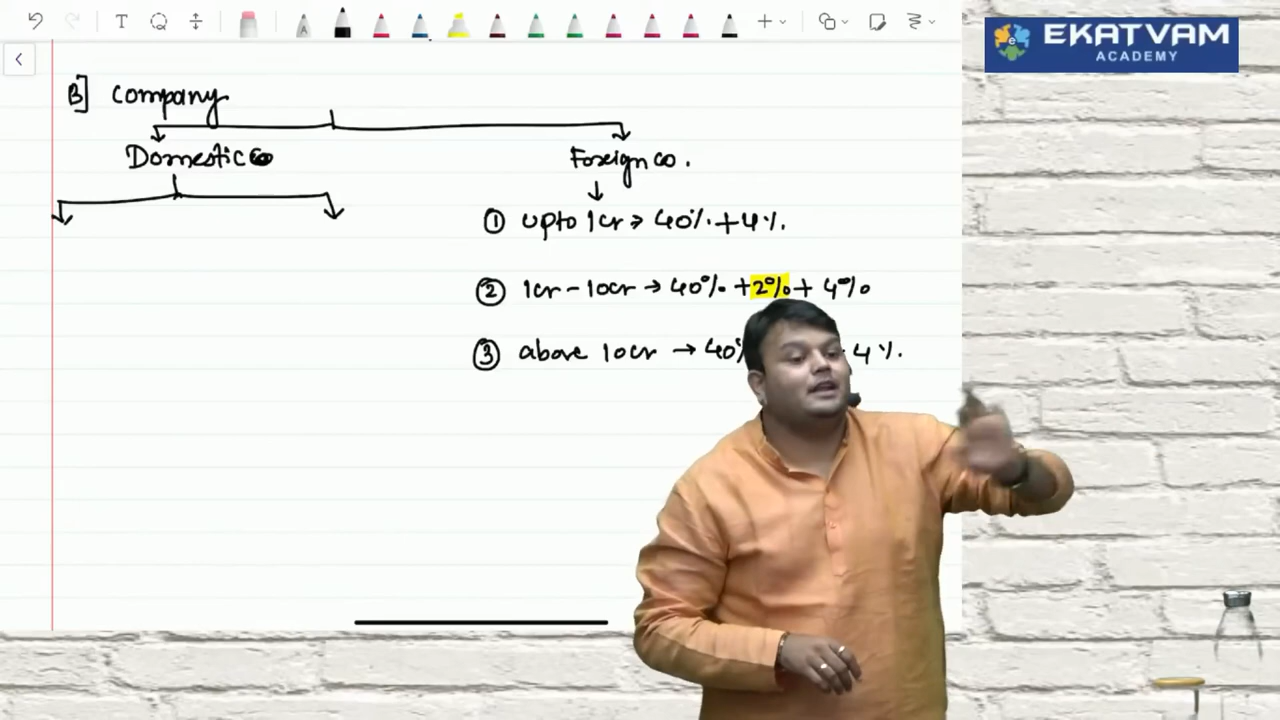 EKATVAM
ACADEMY
B] Company
Domestic Co
Foreign co.
① upto 1cr → 40% + 4%.
② 1cr - 10cr → 40% + 2% + 4%
③ above 10cr → 40% 4%.